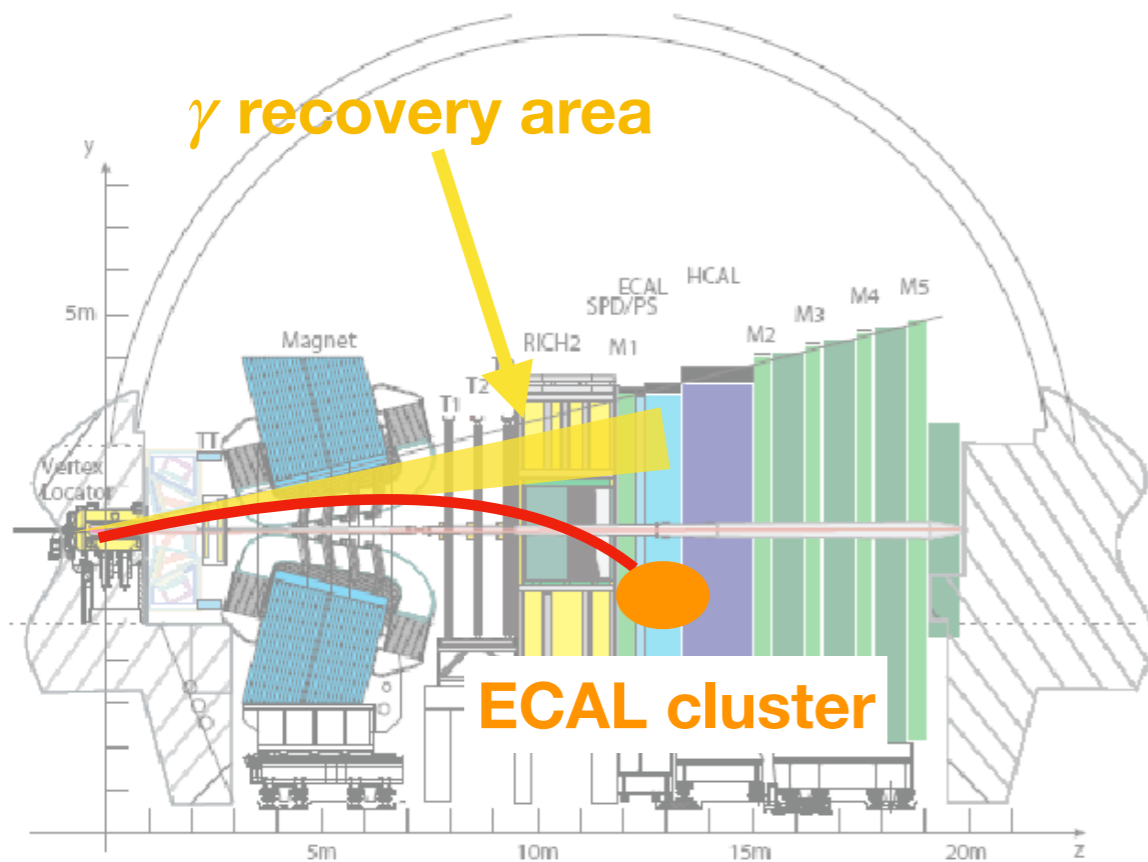 γ recovery area
y
ECAL HCAL
SPD/PS
M4 M5
M3
M2
5m
Magnet
RICH2
M1
T2
T1
TT
Vertex
Locator
ECAL cluster
5m 10m 15m 20m z